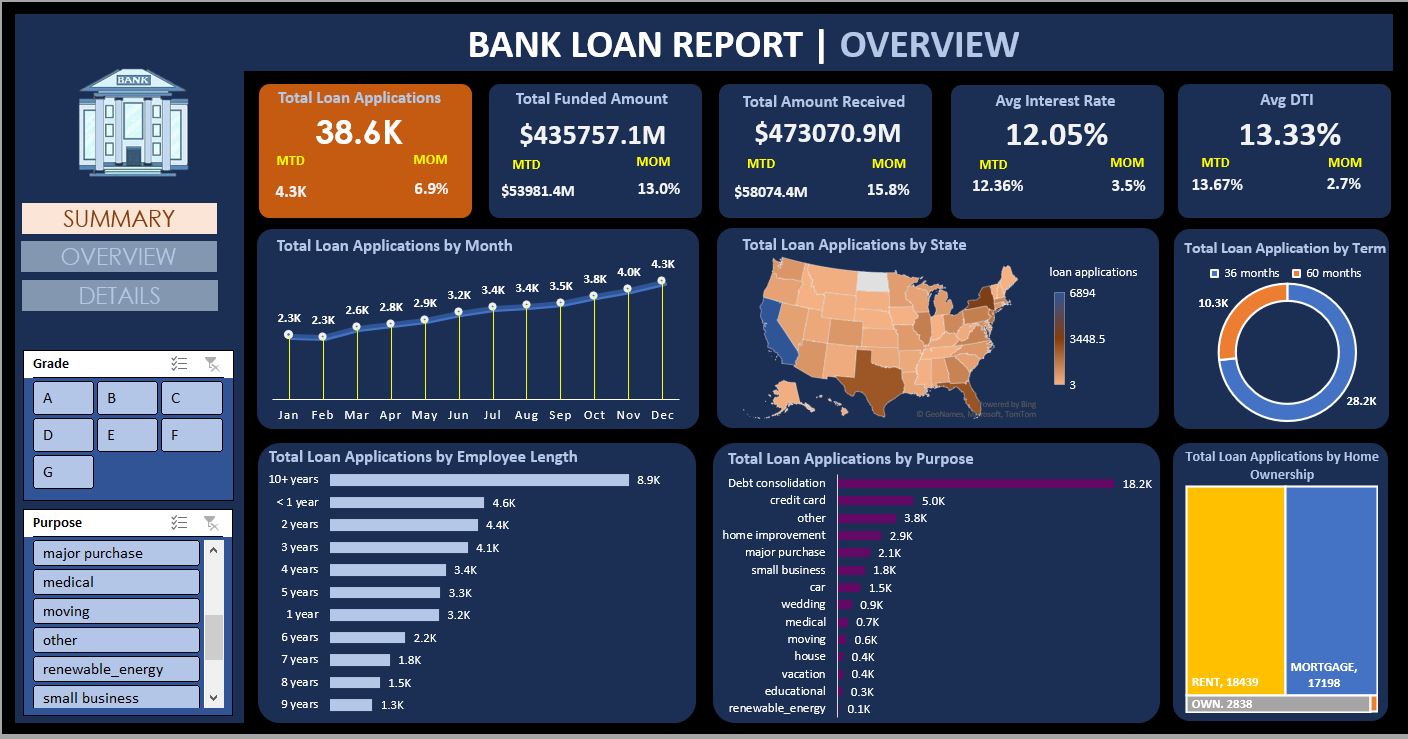 BANK LOAN REPORT | OVERVIEW
BANK
SUMMARY
OVERVIEW
DETAILS
Grade
A
B
C
D
E
F
G
Purpose
major purchase
medical
moving
other
renewable_energy
small business
Total Loan Applications
38.6K
MTD
MOM
4.3K
6.9%
Total Funded Amount
$435757.1M
MTD
MOM
$53981.4M
13.0%
Total Amount Received
$473070.9M
MTD
MOM
$58074.4M
15.8%
Avg Interest Rate
12.05%
MTD
MOM
12.36%
3.5%
Avg DTI
13.33%
MTD
MOM
13.67%
2.7%
Total Loan Applications by Month
2.3K
2.3K
2.6K
2.8K
2.9K
3.2K
3.4K
3.4K
3.5K
3.8K
4.0K
4.3K
Jan Feb Mar Apr May Jun Jul Aug Sep Oct Nov Dec
Total Loan Applications by State
loan applications
6894
3448.5
3
Powered by Bing
© GeoNames, Microsoft, TomTom
Total Loan Application by Term
36 months
60 months
10.3K
28.2K
Total Loan Applications by Employee Length
10+ years 8.9K
< 1 year 4.6K
2 years 4.4K
3 years 4.1K
4 years 3.4K
5 years 3.3K
1 year 3.2K
6 years 2.2K
7 years 1.8K
8 years 1.5K
9 years 1.3K
Total Loan Applications by Purpose
Debt consolidation 18.2K
credit card 5.0K
other 3.8K
home improvement 2.9K
major purchase 2.1K
small business 1.8K
car 1.5K
wedding 0.9K
medical 0.7K
moving 0.6K
house 0.4K
vacation 0.4K
educational 0.3K
renewable_energy 0.1K
Total Loan Applications by Home
Ownership
RENT, 18439
MORTGAGE,
17198
OWN. 2838